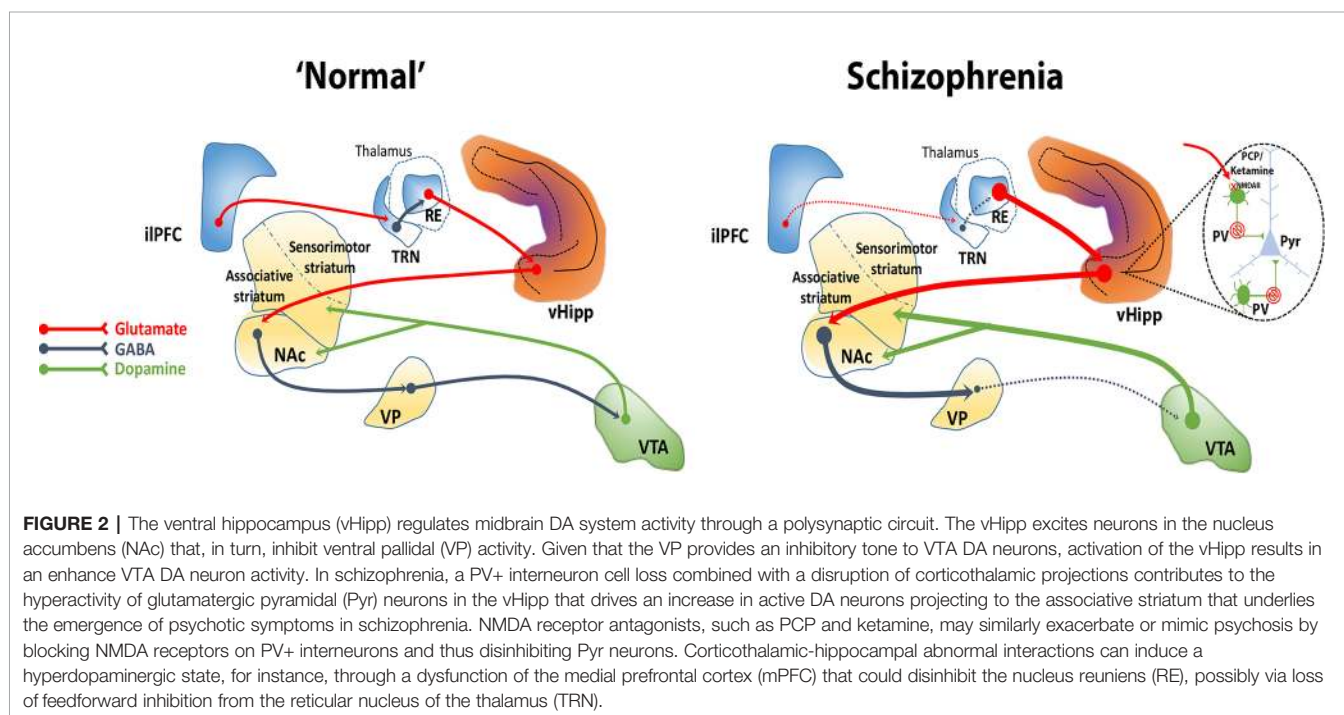 'Normal'
Schizophrenia
Thalamus
RE
TRN
ilPFC
Sensorimotor
striatum
Associative
striatum
vHipp
NAc
VP
VTA
Glutamate
GABA
Dopamine
Thalamus
RE
TRN
ilPFC
Sensorimotor
striatum
Associative
striatum
vHipp
NAc
VP
VTA
PCP/
Ketamine
NMDAR
PV
Pyr
PV
FIGURE 2 | The ventral hippocampus (vHipp) regulates midbrain DA system activity through a polysynaptic circuit. The vHipp excites neurons in the nucleus
accumbens (NAc) that, in turn, inhibit ventral pallidal (VP) activity. Given that the VP provides an inhibitory tone to VTA DA neurons, activation of the vHipp results in
an enhance VTA DA neuron activity. In schizophrenia, a PV+ interneuron cell loss combined with a disruption of corticothalamic projections contributes to the
hyperactivity of glutamatergic pyramidal (Pyr) neurons in the vHipp that drives an increase in active DA neurons projecting to the associative striatum that underlies
the emergence of psychotic symptoms in schizophrenia. NMDA receptor antagonists, such as PCP and ketamine, may similarly exacerbate or mimic psychosis by
blocking NMDA receptors on PV+ interneurons and thus disinhibiting Pyr neurons. Corticothalamic-hippocampal abnormal interactions can induce a
hyperdopaminergic state, for instance, through a dysfunction of the medial prefrontal cortex (mPFC) that could disinhibit the nucleus reuniens (RE), possibly via loss
of feedforward inhibition from the reticular nucleus of the thalamus (TRN).